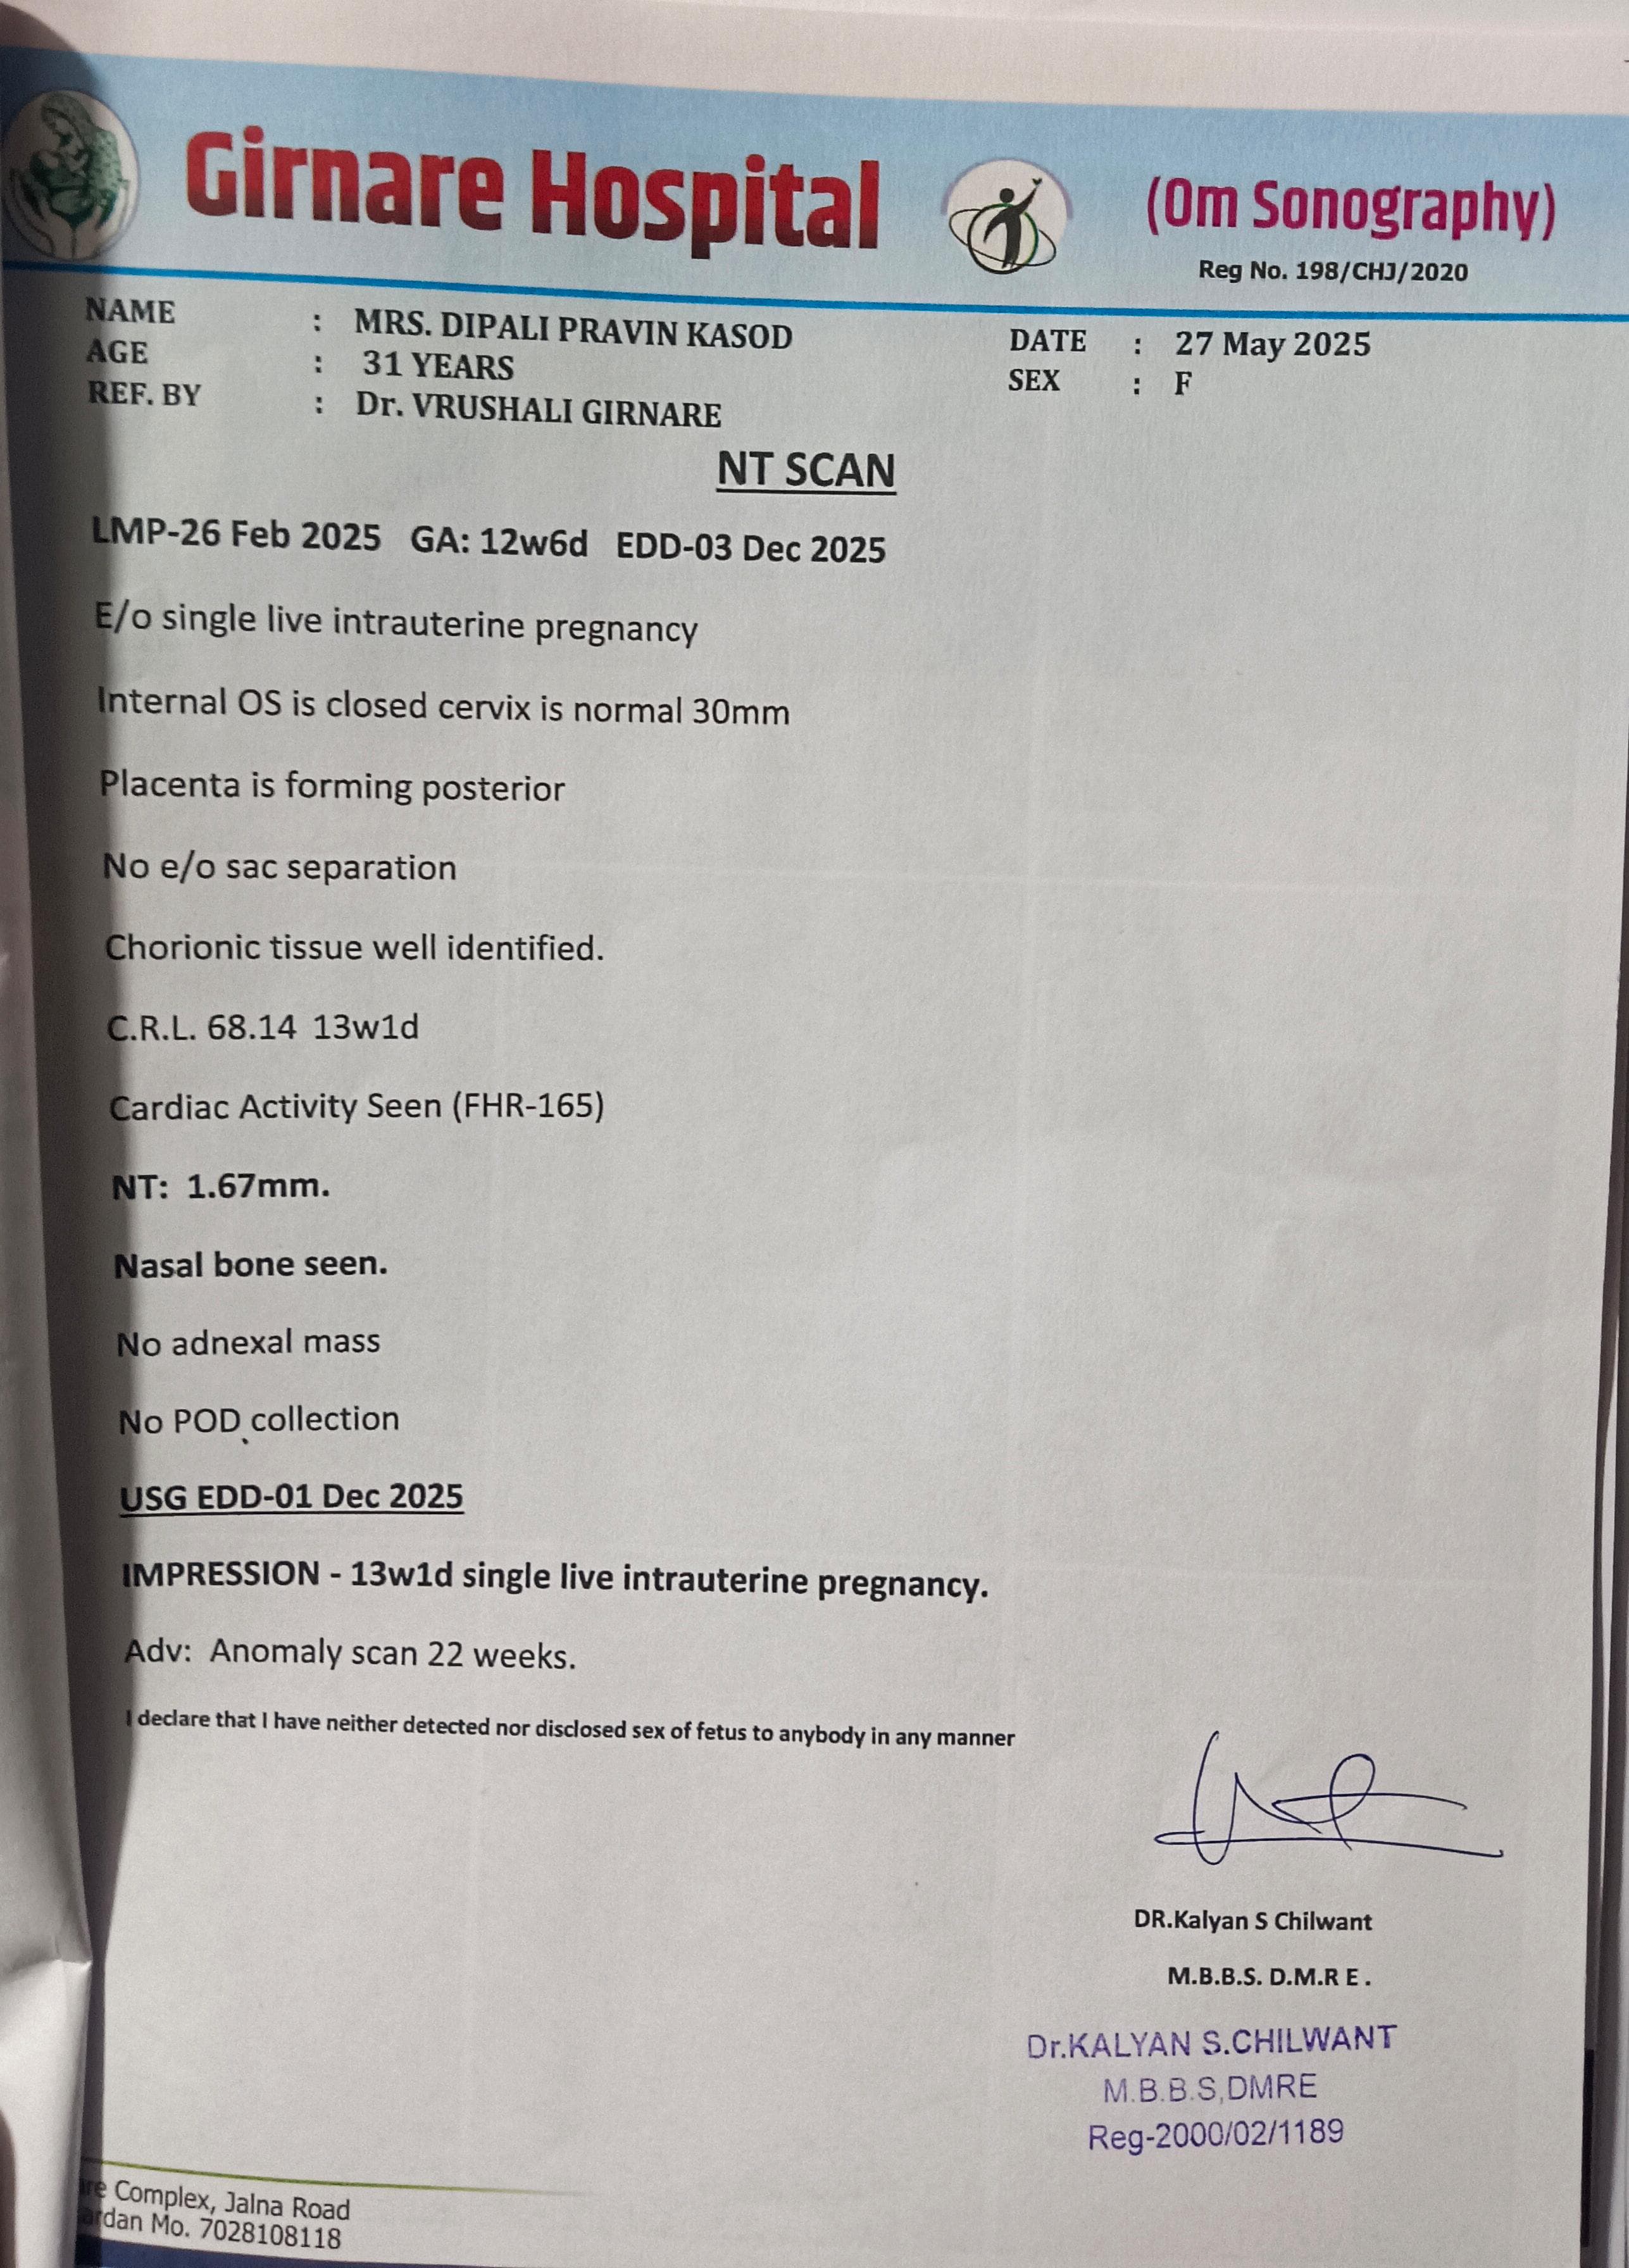 Girnare Hospital (Om Sonography)
Reg No. 198/CHJ/2020
NAME : MRS. DIPALI PRAVIN KASOD DATE : 27 May 2025
AGE : 31 YEARS SEX : F
REF. BY : Dr. VRUSHALI GIRNARE
NT SCAN
LMP-26 Feb 2025 GA: 12w6d EDD-03 Dec 2025
E/o single live intrauterine pregnancy
Internal OS is closed cervix is normal 30mm
Placenta is forming posterior
No e/o sac separation
Chorionic tissue well identified.
C.R.L. 68.14 13w1d
Cardiac Activity Seen (FHR-165)
NT: 1.67mm.
Nasal bone seen.
No adnexal mass
No POD collection
USG EDD-01 Dec 2025
IMPRESSION - 13w1d single live intrauterine pregnancy.
Adv: Anomaly scan 22 weeks.
I declare that I have neither detected nor disclosed sex of fetus to anybody in any manner
DR.Kalyan S Chilwant
M.B.B.S. D.M.R E .
Dr.KALYAN S.CHILWANT
M.B.B.S,DMRE
Reg-2000/02/1189
Complex, Jalna Road
Mo. 7028108118